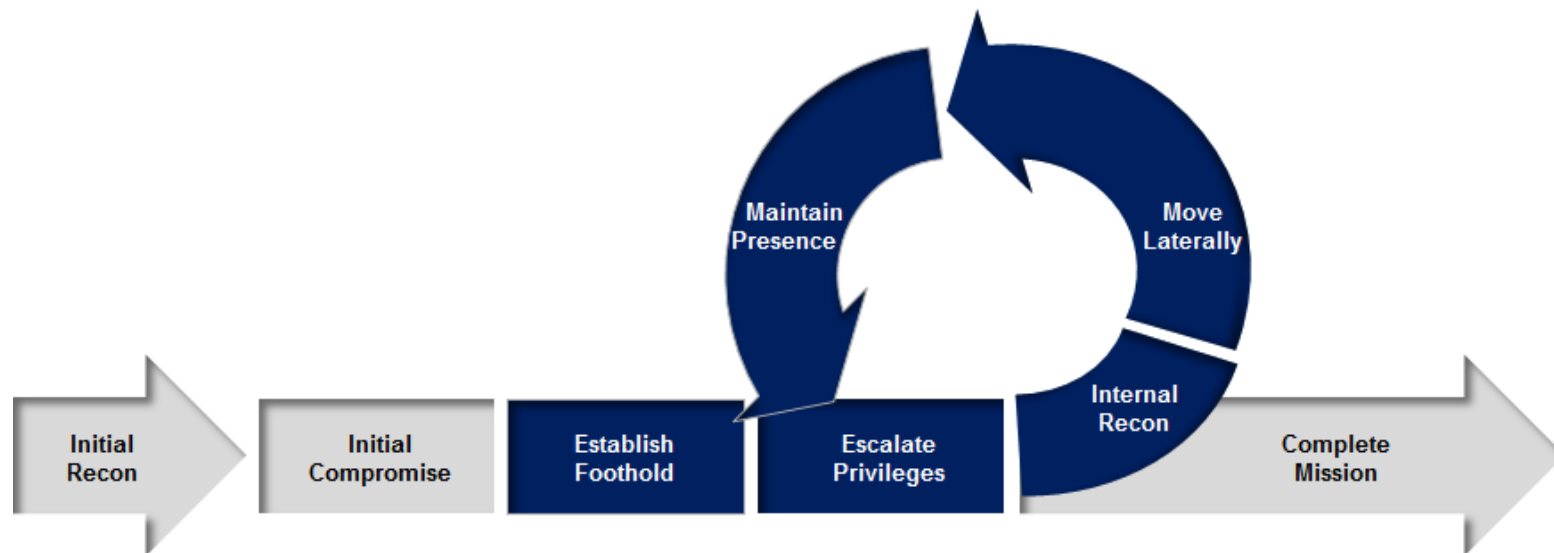 Initial
Recon
Initial
Compromise
Establish
Foothold
Escalate
Privileges
Internal
Recon
Move
Laterally
Maintain
Presence
Complete
Mission